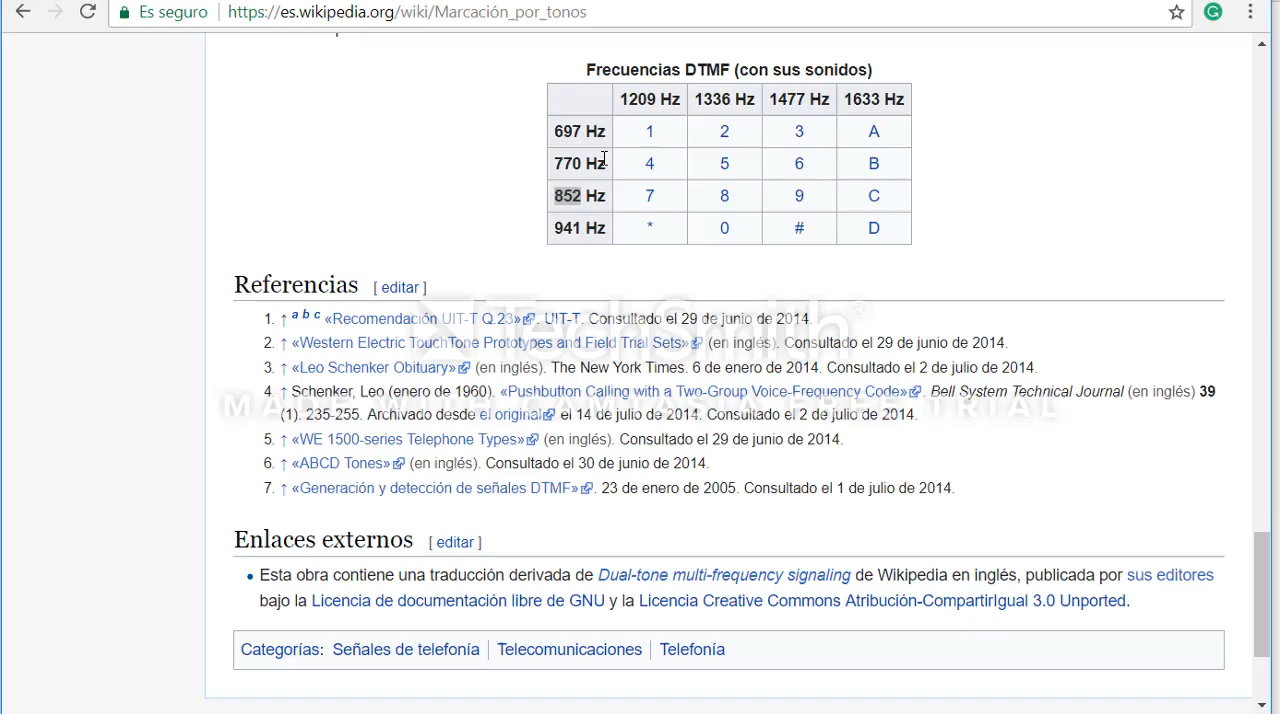 Es seguro | https://es.wikipedia.org/wiki/Marcación_por_tonos
Frecuencias DTMF (con sus sonidos)
1209 Hz 1336 Hz 1477 Hz 1633 Hz
697 Hz 1 2 3 A
770 Hz 4 5 6 B
852 Hz 7 8 9 C
941 Hz * 0 # D
Referencias [ editar ]
1. ↑ a b c «Recomendación UIT-T Q.23». UIT-T. Consultado el 29 de junio de 2014.
2. ↑ «Western Electric TouchTone Prototypes and Field Trial Sets» (en inglés). Consultado el 29 de junio de 2014.
3. ↑ «Leo Schenker Obituary» (en inglés). The New York Times. 6 de enero de 2014. Consultado el 2 de julio de 2014.
4. ↑ Schenker, Leo (enero de 1960). «Pushbutton Calling with a Two-Group Voice-Frequency Code». Bell System Technical Journal (en inglés) 39
(1): 235-255. Archivado desde el original el 14 de julio de 2014. Consultado el 2 de julio de 2014.
5. ↑ «WE 1500-series Telephone Types» (en inglés). Consultado el 29 de junio de 2014.
6. ↑ «ABCD Tones» (en inglés). Consultado el 30 de junio de 2014.
7. ↑ «Generación y detección de señales DTMF». 23 de enero de 2005. Consultado el 1 de julio de 2014.
TechSmith®
MADE WITH CAMTASIA FREE TRIAL
Enlaces externos [ editar ]
• Esta obra contiene una traducción derivada de Dual-tone multi-frequency signaling de Wikipedia en inglés, publicada por sus editores
bajo la Licencia de documentación libre de GNU y la Licencia Creative Commons Atribución-CompartirIgual 3.0 Unported.
Categorías: Señales de telefonía | Telecomunicaciones | Telefonía